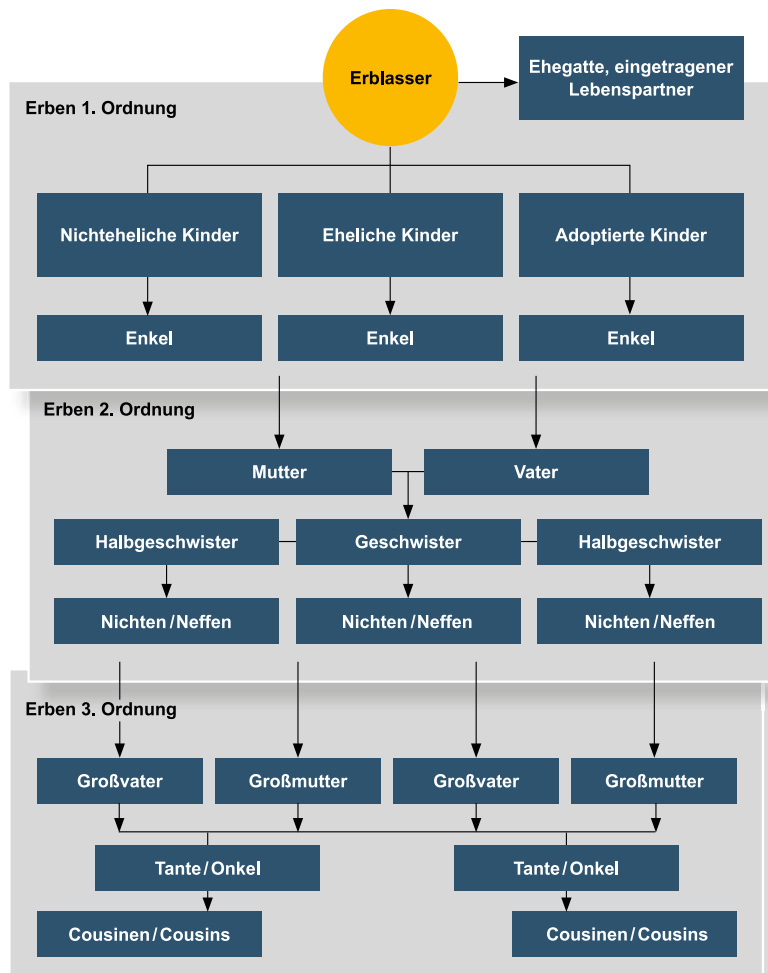 Erblasser
Ehegatte, eingetragener
Lebenspartner
Erben 1. Ordnung
Nichteheliche Kinder
Eheliche Kinder
Adoptierte Kinder
Enkel
Enkel
Enkel
Erben 2. Ordnung
Mutter
Vater
Halbgeschwister
Geschwister
Halbgeschwister
Nichten/Neffen
Nichten/Neffen
Nichten/Neffen
Erben 3. Ordnung
Großvater
Großmutter
Großvater
Großmutter
Tante/Onkel
Tante/Onkel
Cousinen/Cousins
Cousinen/Cousins